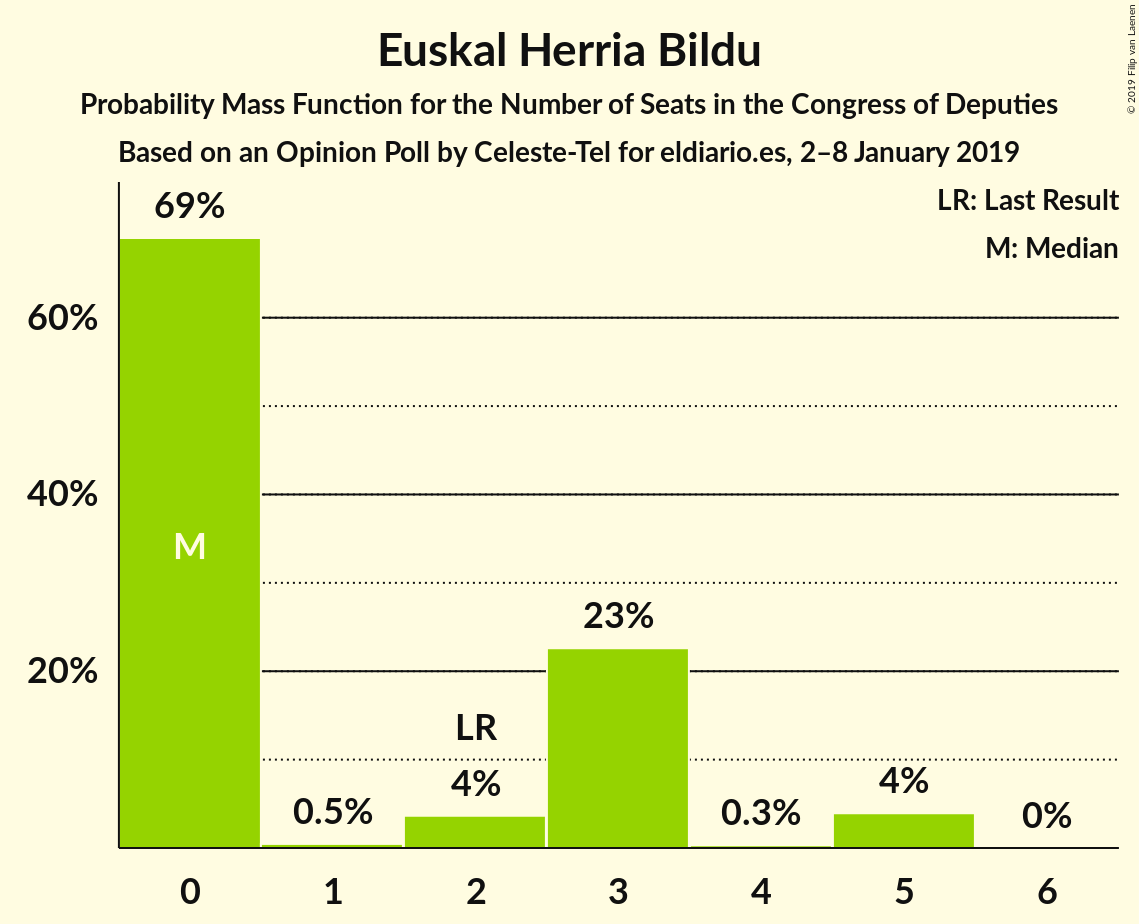 Euskal Herria Bildu
Probability Mass Function for the Number of Seats in the Congress of Deputies
Based on an Opinion Poll by Celeste-Tel for eldiario.es, 2–8 January 2019
© 2019 Filip van Laenen
LR: Last Result
M: Median
69%
60%
40%
M
23%
20%
LR
4%
4%
0.5%
0.3%
0%
0 1 2 3 4 5 6